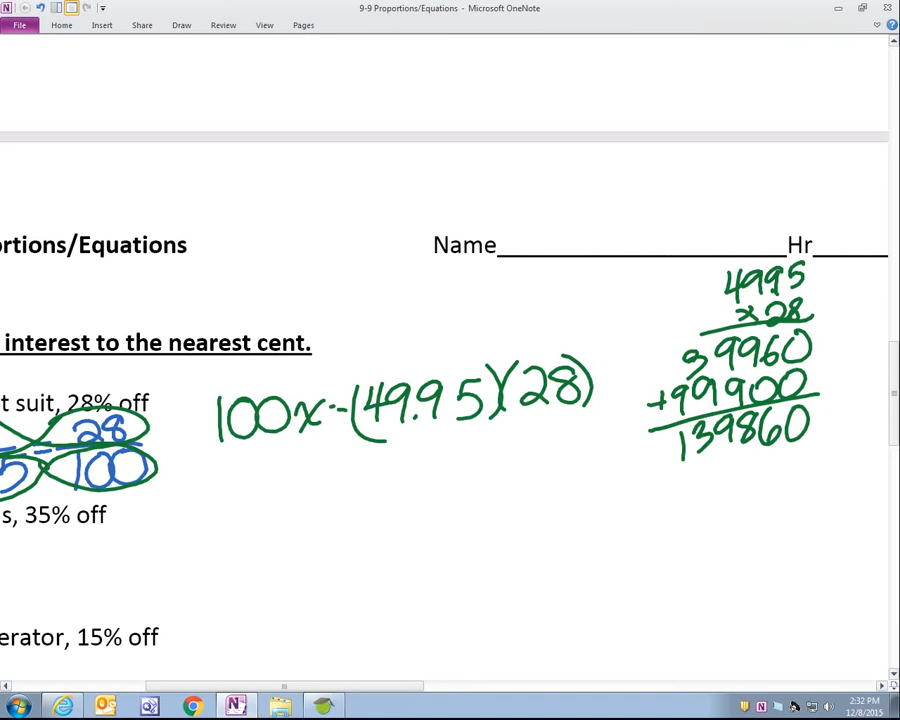 9-9 Proportions/Equations - Microsoft OneNote
File Home Insert Share Draw Review View Integrate Pages
ortions/Equations Name Hr
interest to the nearest cent.
t suit, 28% off
28
5 100
100x = (49.95)(28)
4995
x28
39960
+99900
139860
s, 35% off
erator, 15% off
2:32 PM
12/8/2015